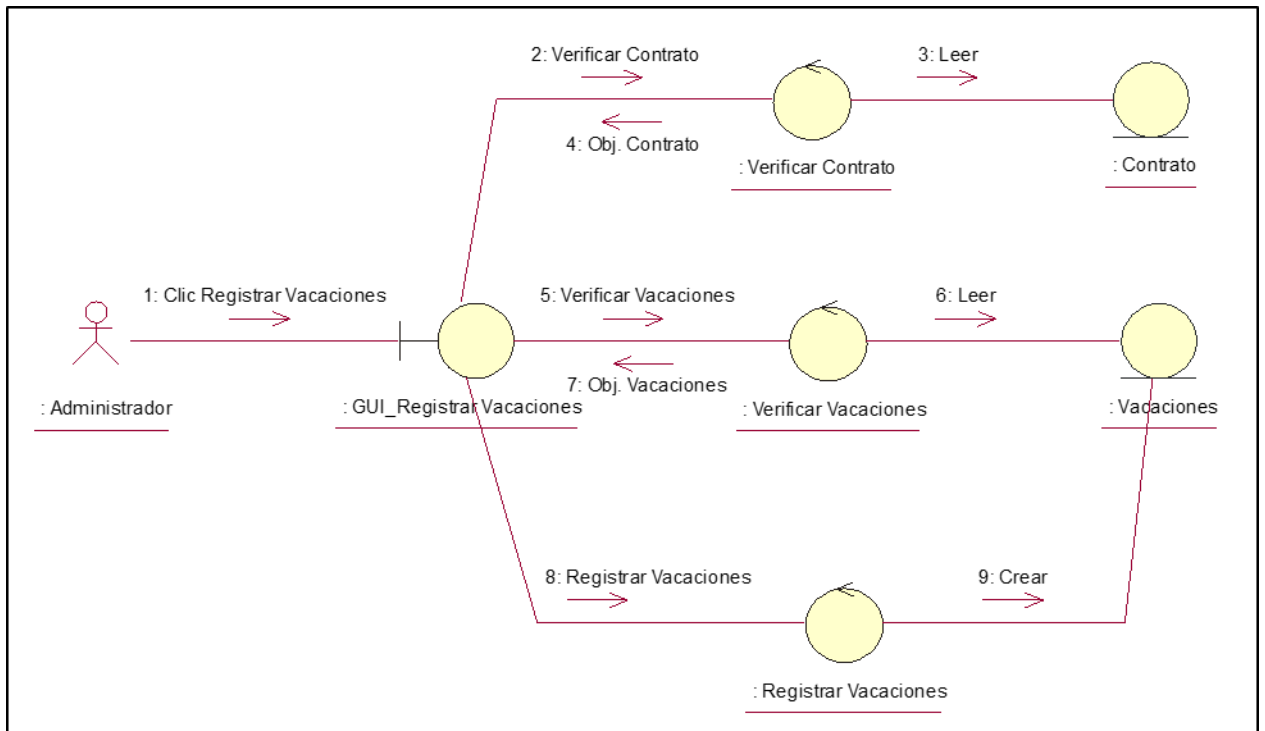 2: Verificar Contrato
3: Leer
4: Obj. Contrato
: Verificar Contrato
: Contrato
1: Clic Registrar Vacaciones
5: Verificar Vacaciones
6: Leer
7: Obj. Vacaciones
: Administrador
: GUI_Registrar Vacaciones
: Verificar Vacaciones
: Vacaciones
8: Registrar Vacaciones
9: Crear
: Registrar Vacaciones